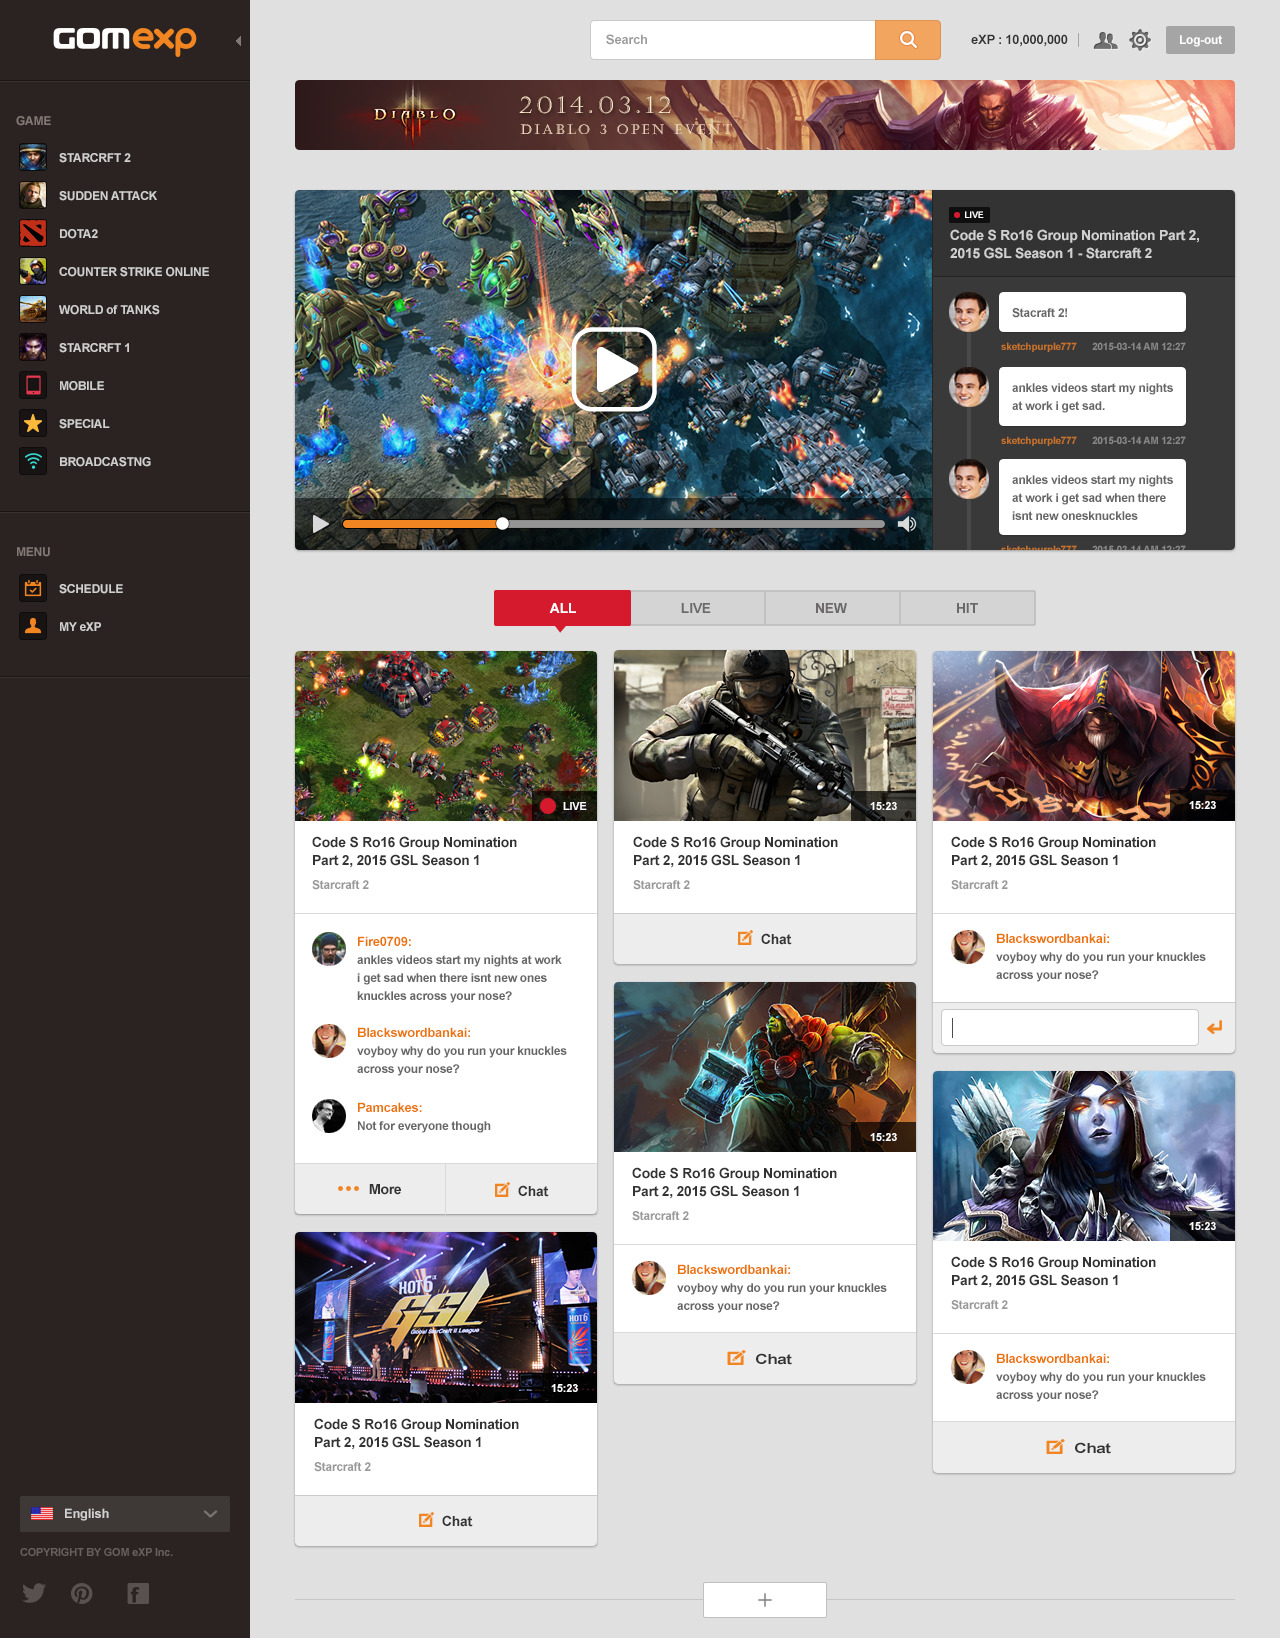 GOMexp
GAME
STARCRFT 2
SUDDEN ATTACK
DOTA2
COUNTER STRIKE ONLINE
WORLD of TANKS
STARCRFT 1
MOBILE
SPECIAL
BROADCASTNG
MENU
SCHEDULE
MY eXP
English
COPYRIGHT BY GOM eXP Inc.
Search
eXP : 10,000,000
Log-out
DIABLO
2014.03.12
DIABLO 3 OPEN EVENT
LIVE
Code S Ro16 Group Nomination Part 2,
2015 GSL Season 1 - Starcraft 2
Stacraft 2!
sketchpurple777 2015-03-14 AM 12:27
ankles videos start my nights
at work i get sad.
sketchpurple777 2015-03-14 AM 12:27
ankles videos start my nights
at work i get sad when there
isnt new onesknuckles
sketchpurple777 2015-03-14 AM 12:27
ALL
LIVE
NEW
HIT
LIVE
Code S Ro16 Group Nomination
Part 2, 2015 GSL Season 1
Starcraft 2
Fire0709:
ankles videos start my nights at work
i get sad when there isnt new ones
knuckles across your nose?
Blackswordbankai:
voyboy why do you run your knuckles
across your nose?
Pamcakes:
Not for everyone though
More
Chat
HOT6
GSL
Global StarCraft II League
HOT6
15:23
Code S Ro16 Group Nomination
Part 2, 2015 GSL Season 1
Starcraft 2
Chat
15:23
Code S Ro16 Group Nomination
Part 2, 2015 GSL Season 1
Starcraft 2
Chat
15:23
Code S Ro16 Group Nomination
Part 2, 2015 GSL Season 1
Starcraft 2
Blackswordbankai:
voyboy why do you run your knuckles
across your nose?
Chat
15:23
Code S Ro16 Group Nomination
Part 2, 2015 GSL Season 1
Starcraft 2
Blackswordbankai:
voyboy why do you run your knuckles
across your nose?
15:23
Code S Ro16 Group Nomination
Part 2, 2015 GSL Season 1
Starcraft 2
Blackswordbankai:
voyboy why do you run your knuckles
across your nose?
Chat